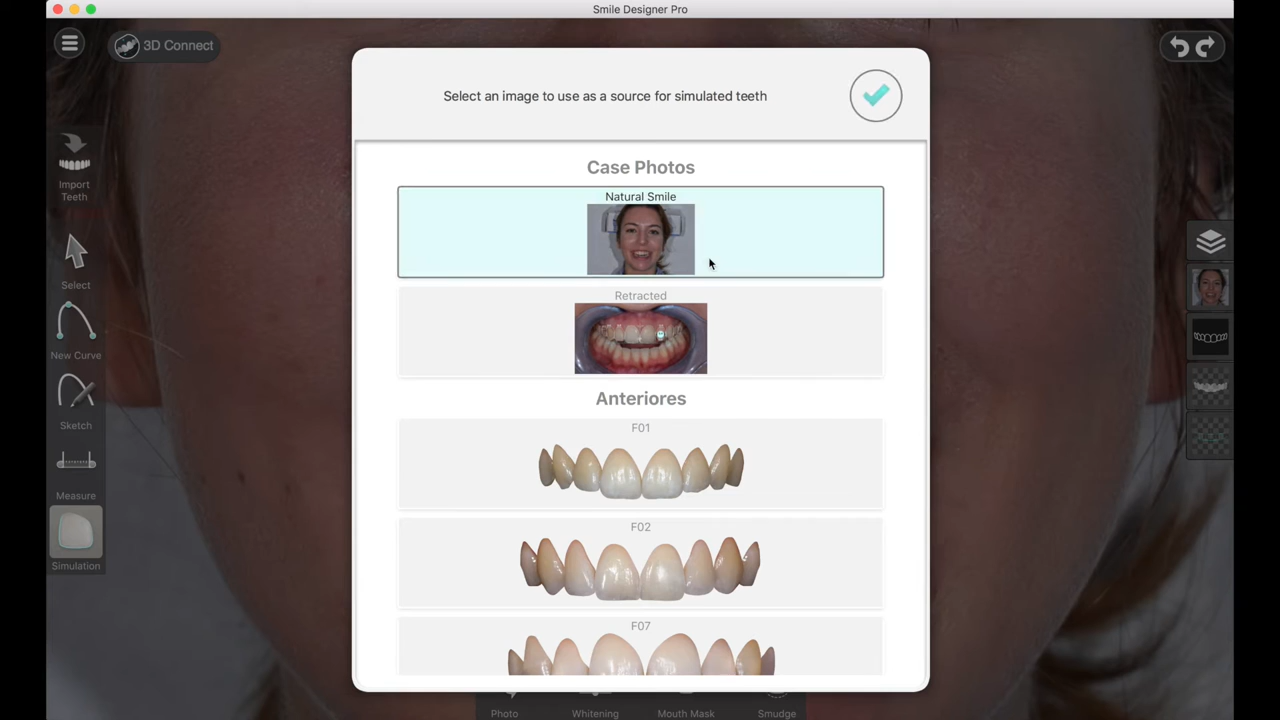 Smile Designer Pro
3D Connect
Select an image to use as a source for simulated teeth
Case Photos
Natural Smile
Retracted
Anteriores
F01
F02
F07
Import
Teeth
Select
New Curve
Sketch
Measure
Simulation
Photo
Whitening
Mouth Mask
Smudge